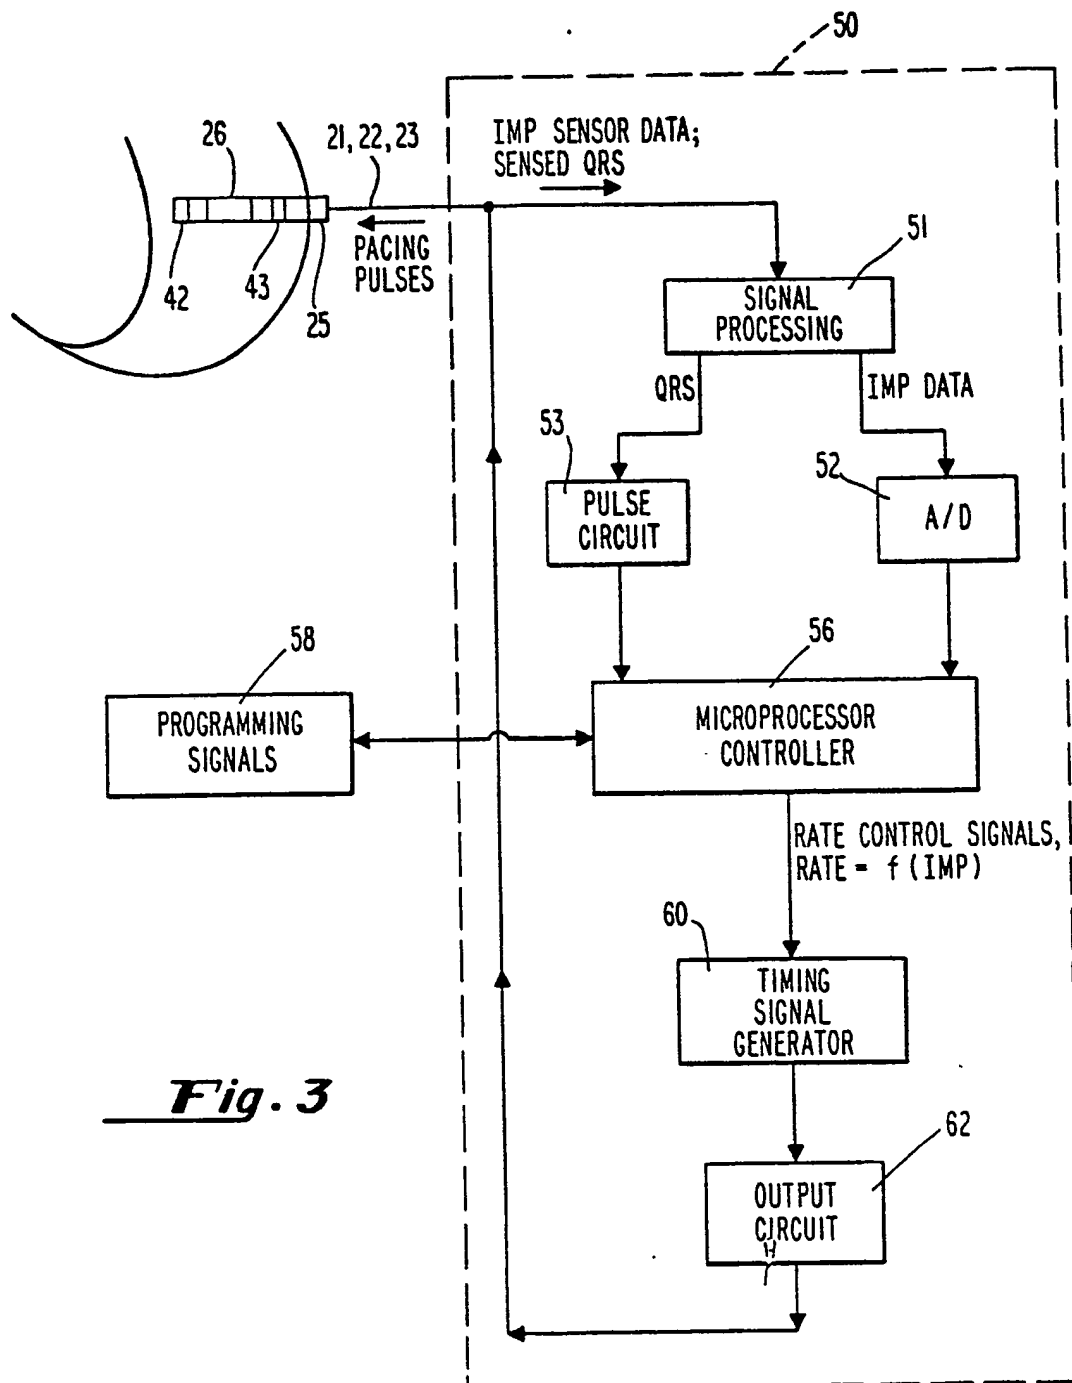 50
26
21, 22, 23
IMP SENSOR DATA;
SENSED QRS
PACING
PULSES
42
43
25
51
SIGNAL
PROCESSING
QRS
IMP DATA
53
52
PULSE
CIRCUIT
A/D
58
56
PROGRAMMING
SIGNALS
MICROPROCESSOR
CONTROLLER
RATE CONTROL SIGNALS,
RATE = f (IMP)
60
TIMING
SIGNAL
GENERATOR
Fig. 3
62
OUTPUT
CIRCUIT